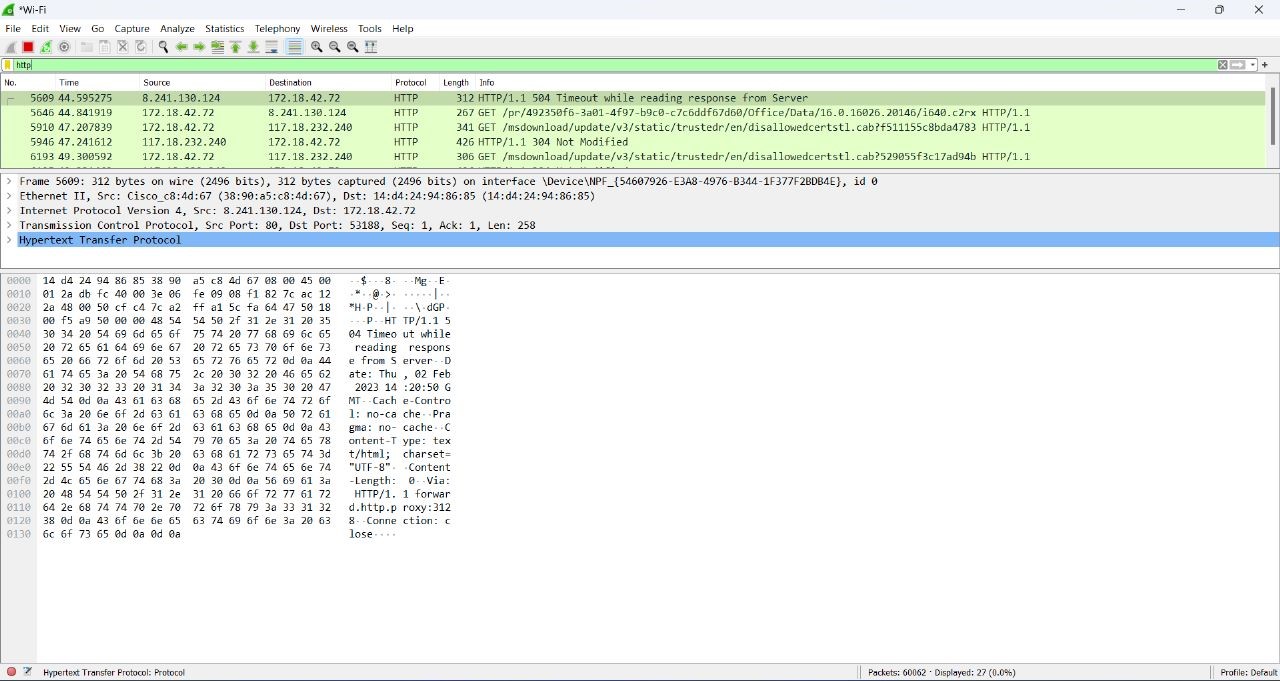 *Wi-Fi
File Edit View Go Capture Analyze Statistics Telephony Wireless Tools Help
http
No. Time Source Destination Protocol Length Info
5609 44.595275 8.241.130.124 172.18.42.72 HTTP 312 HTTP/1.1 504 Timeout while reading response from Server
5646 44.841919 172.18.42.72 8.241.130.124 HTTP 267 GET /pr/492350f6-3a01-4f97-b9c0-c7c6ddf67d60/Office/Data/16.0.16026.20146/i640.c2rx HTTP/1.1
5910 47.207839 172.18.42.72 117.18.232.240 HTTP 341 GET /msdownload/update/v3/static/trustedr/en/disallowedcertstl.cab?f511155c8bda4783 HTTP/1.1
5946 47.241612 117.18.232.240 172.18.42.72 HTTP 426 HTTP/1.1 304 Not Modified
6193 49.300592 172.18.42.72 117.18.232.240 HTTP 306 GET /msdownload/update/v3/static/trustedr/en/disallowedcertstl.cab?529055f3c17ad94b HTTP/1.1
Frame 5609: 312 bytes on wire (2496 bits), 312 bytes captured (2496 bits) on interface \Device\NPF_{54607926-E3A8-4976-B344-1F377F2BDB4E}, id 0
Ethernet II, Src: Cisco_c8:4d:67 (38:90:a5:c8:4d:67), Dst: 14:d4:24:94:86:85 (14:d4:24:94:86:85)
Internet Protocol Version 4, Src: 8.241.130.124, Dst: 172.18.42.72
Transmission Control Protocol, Src Port: 80, Dst Port: 53188, Seq: 1, Ack: 1, Len: 258
Hypertext Transfer Protocol
0000 14 d4 24 94 86 85 38 90 a5 c8 4d 67 08 00 45 00 ··$···8· ··Mg··E·
0010 01 2a db fc 40 00 3e 06 fe 09 08 f1 82 7c ac 12 ·*··@·>· ·····|··
0020 2a 48 00 50 cf c4 7c a2 ff a1 5c fa 64 47 50 18 *H·P··|· ··\·dGP·
0030 00 f5 a9 50 00 00 48 54 54 50 2f 31 2e 31 20 35 ···P··HT TP/1.1 5
0040 30 34 20 54 69 6d 65 6f 75 74 20 77 68 69 6c 65 04 Timeo ut while
0050 20 72 65 61 64 69 6e 67 20 72 65 73 70 6f 6e 73 reading respons
0060 65 20 66 72 6f 6d 20 53 65 72 76 65 72 0d 0a 44 e from S erver··D
0070 61 74 65 3a 20 54 68 75 2c 20 30 32 20 46 65 62 ate: Thu , 02 Feb
0080 20 32 30 32 33 20 31 34 3a 32 30 3a 35 30 20 47 2023 14 :20:50 G
0090 4d 54 0d 0a 43 61 63 68 65 2d 43 6f 6e 74 72 6f MT··Cach e-Contro
00a0 6c 3a 20 6e 6f 2d 63 61 63 68 65 0d 0a 50 72 61 l: no-ca che··Pra
00b0 67 6d 61 3a 20 6e 6f 2d 63 61 63 68 65 0d 0a 43 gma: no- cache··C
00c0 6f 6e 74 65 6e 74 2d 54 79 70 65 3a 20 74 65 78 ontent-T ype: tex
00d0 74 2f 68 74 6d 6c 3b 20 63 68 61 72 73 65 74 3d t/html; charset=
00e0 22 55 54 46 2d 38 22 0d 0a 43 6f 6e 74 65 6e 74 "UTF-8"· ·Content
00f0 2d 4c 65 6e 67 74 68 3a 20 30 0d 0a 56 69 61 3a -Length: 0··Via:
0100 20 48 54 54 50 2f 31 2e 31 20 66 6f 72 77 61 72 HTTP/1. 1 forwar
0110 64 2e 68 74 74 70 2e 70 72 6f 78 79 3a 33 31 32 d.http.p roxy:312
0120 38 0d 0a 43 6f 6e 6e 65 63 74 69 6f 6e 3a 20 63 8··Conne ction: c
0130 6c 6f 73 65 0d 0a 0d 0a lose····
Hypertext Transfer Protocol: Protocol Packets: 60062 · Displayed: 27 (0.0%) Profile: Default